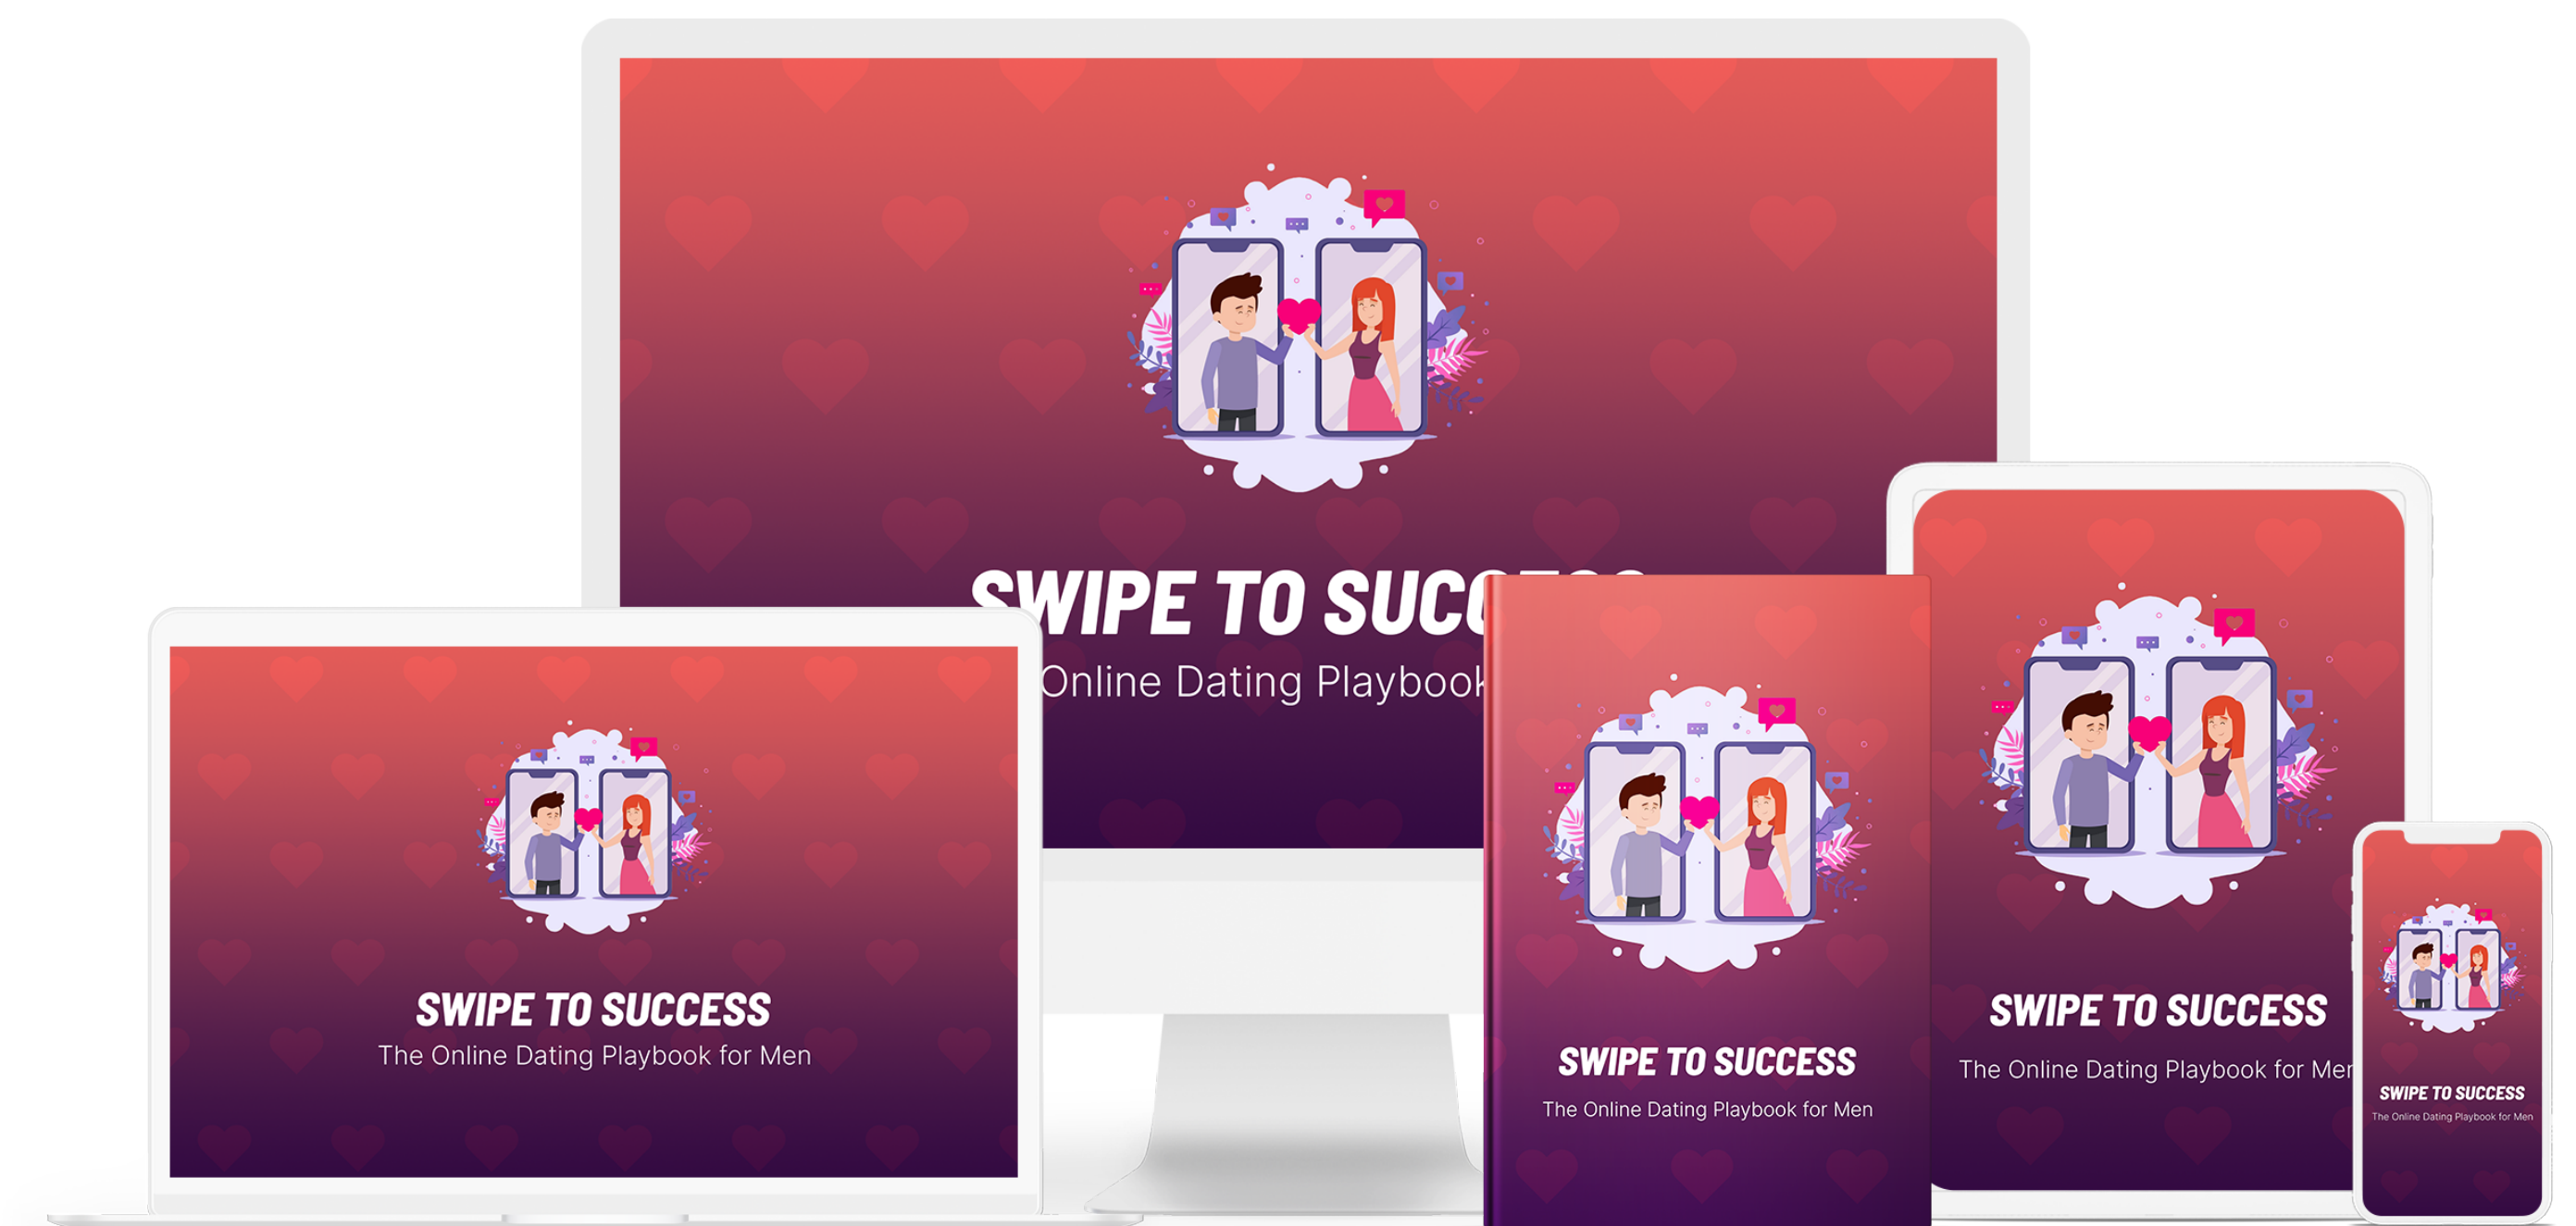 SWIPE TO SUCC
Online Dating Playbook
SWIPE TO SUCCESS
The Online Dating Playbook for Men
SWIPE TO SUCCESS
The Online Dating Playbook for Men
SWIPE TO SUCCESS
The Online Dating Playbook for Men
SWIPE TO SUCCESS
The Online Dating Playbook for Men